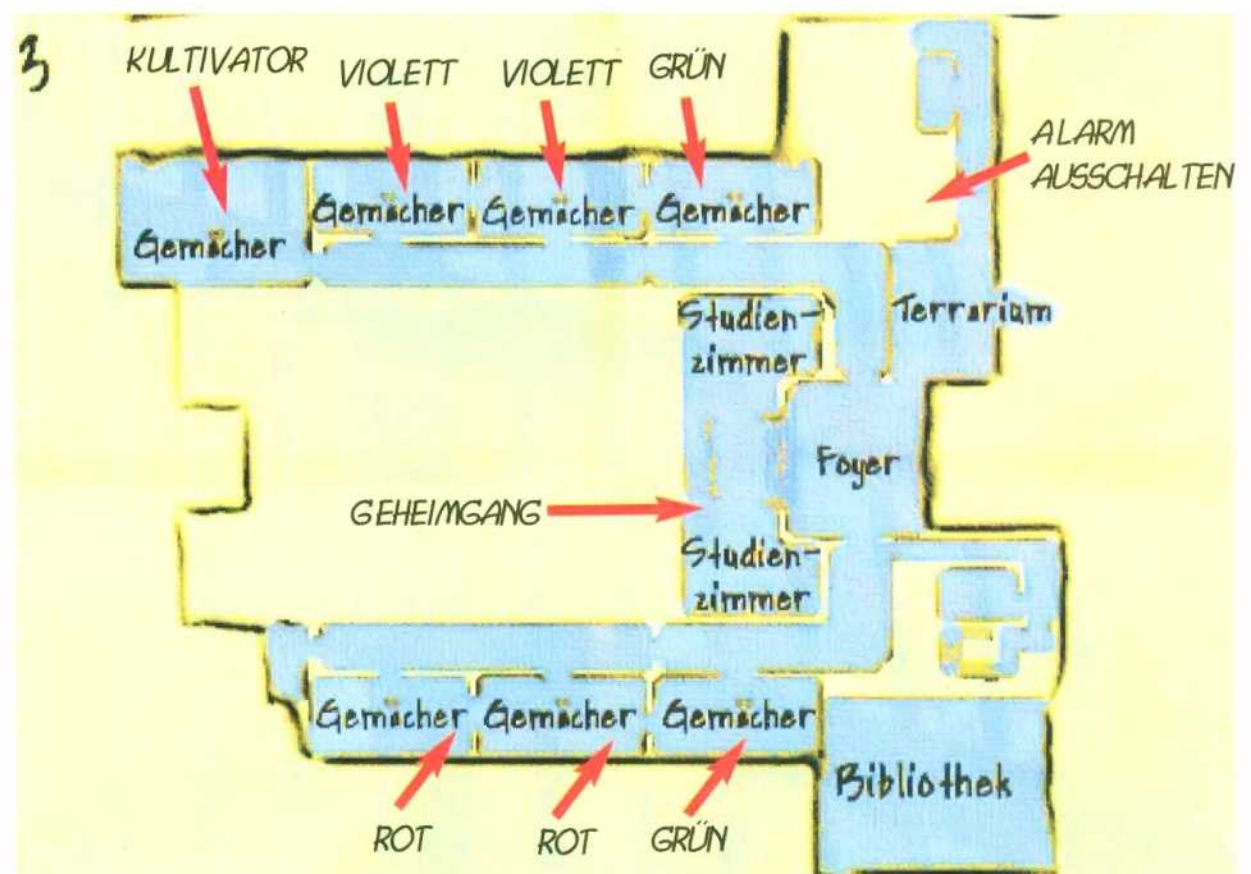 3
KULTIVATOR
VIOLETT
VIOLETT
GRÜN
ALARM
AUSSCHALTEN
Gemächer
Gemächer
Gemächer
Gemächer
Studien-
zimmer
Terrarium
Foyer
GEHEIMGANG
Studien-
zimmer
Gemächer
Gemächer
Gemächer
Bibliothek
ROT
ROT
GRÜN